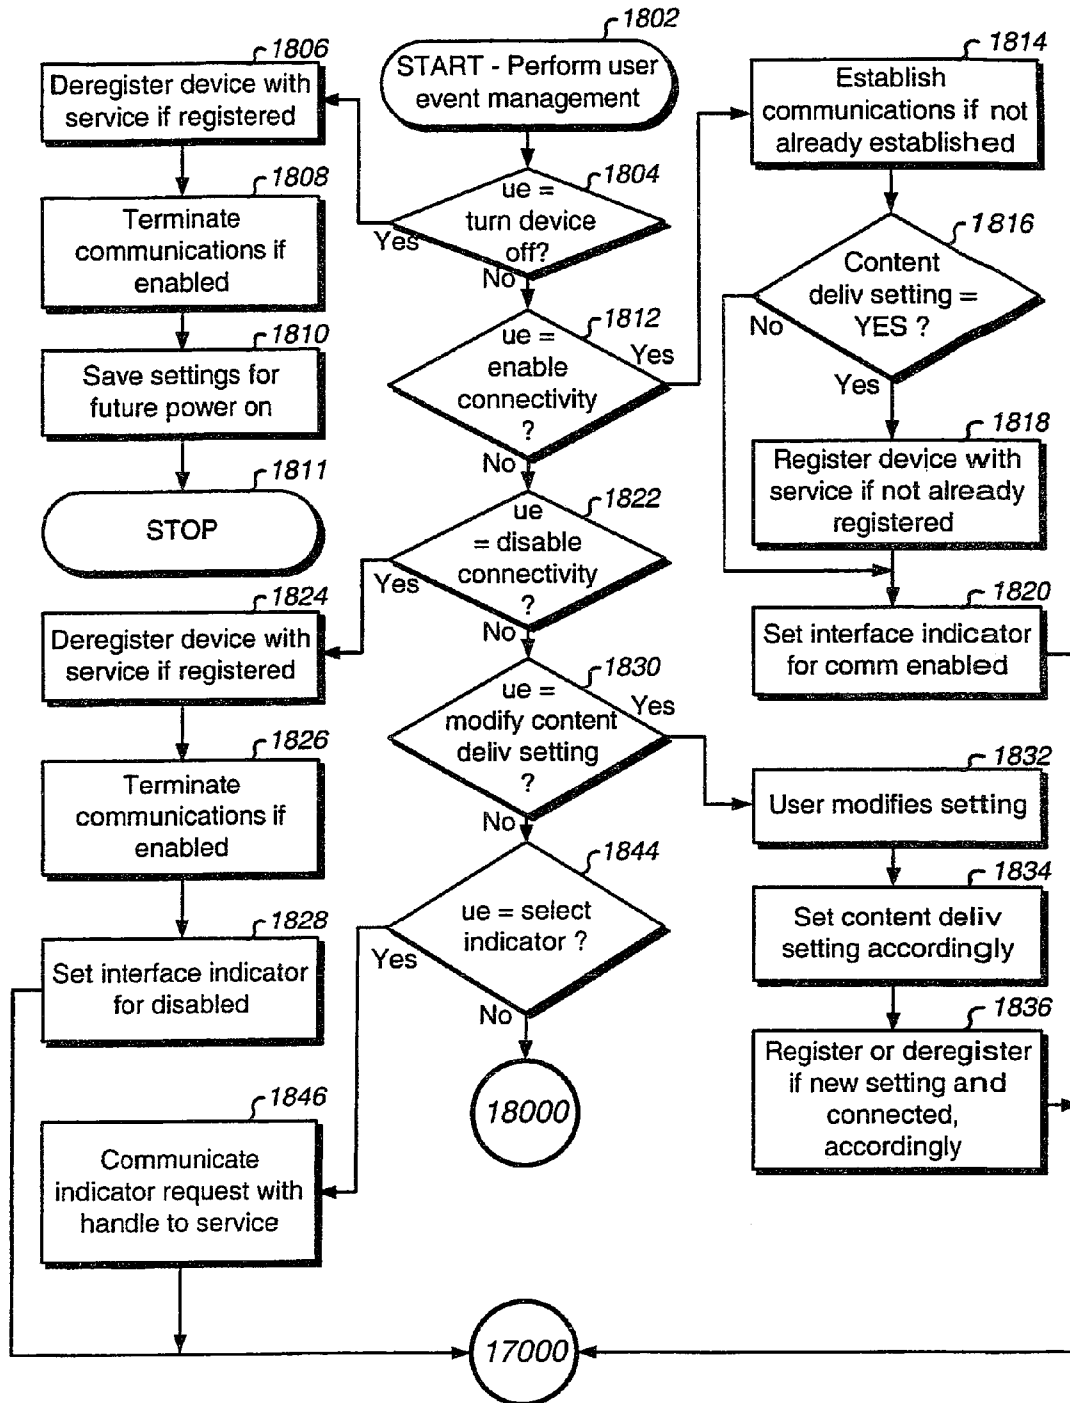 1802
START - Perform user
event management
1806
Deregister device with
service if registered
1808
Terminate
communications if
enabled
1810
Save settings for
future power on
1811
STOP
1804
ue =
turn device
off?
Yes
No
1812
ue =
enable
connectivity
?
Yes
No
1814
Establish
communications if not
already established
1816
Content
deliv setting =
YES ?
No
Yes
1818
Register device with
service if not already
registered
1820
Set interface indicator
for comm enabled
1822
ue
= disable
connectivity
?
Yes
No
1824
Deregister device with
service if registered
1826
Terminate
communications if
enabled
1828
Set interface indicator
for disabled
1830
ue =
modify content
deliv setting
?
Yes
No
1832
User modifies setting
1834
Set content deliv
setting accordingly
1836
Register or deregister
if new setting and
connected,
accordingly
1844
ue = select
indicator ?
Yes
No
18000
1846
Communicate
indicator request with
handle to service
17000